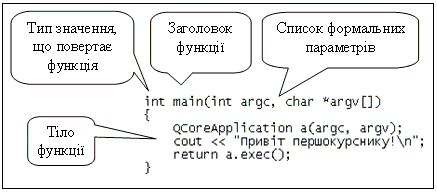 Тип значення,
що повертає
функція
Заголовок
функції
Список формальних
параметрів
int main(int argc, char *argv[])
{
Тіло
функції
QCoreApplication a(argc, argv);
cout << "Привіт першокурснику!\n";
return a.exec();
}